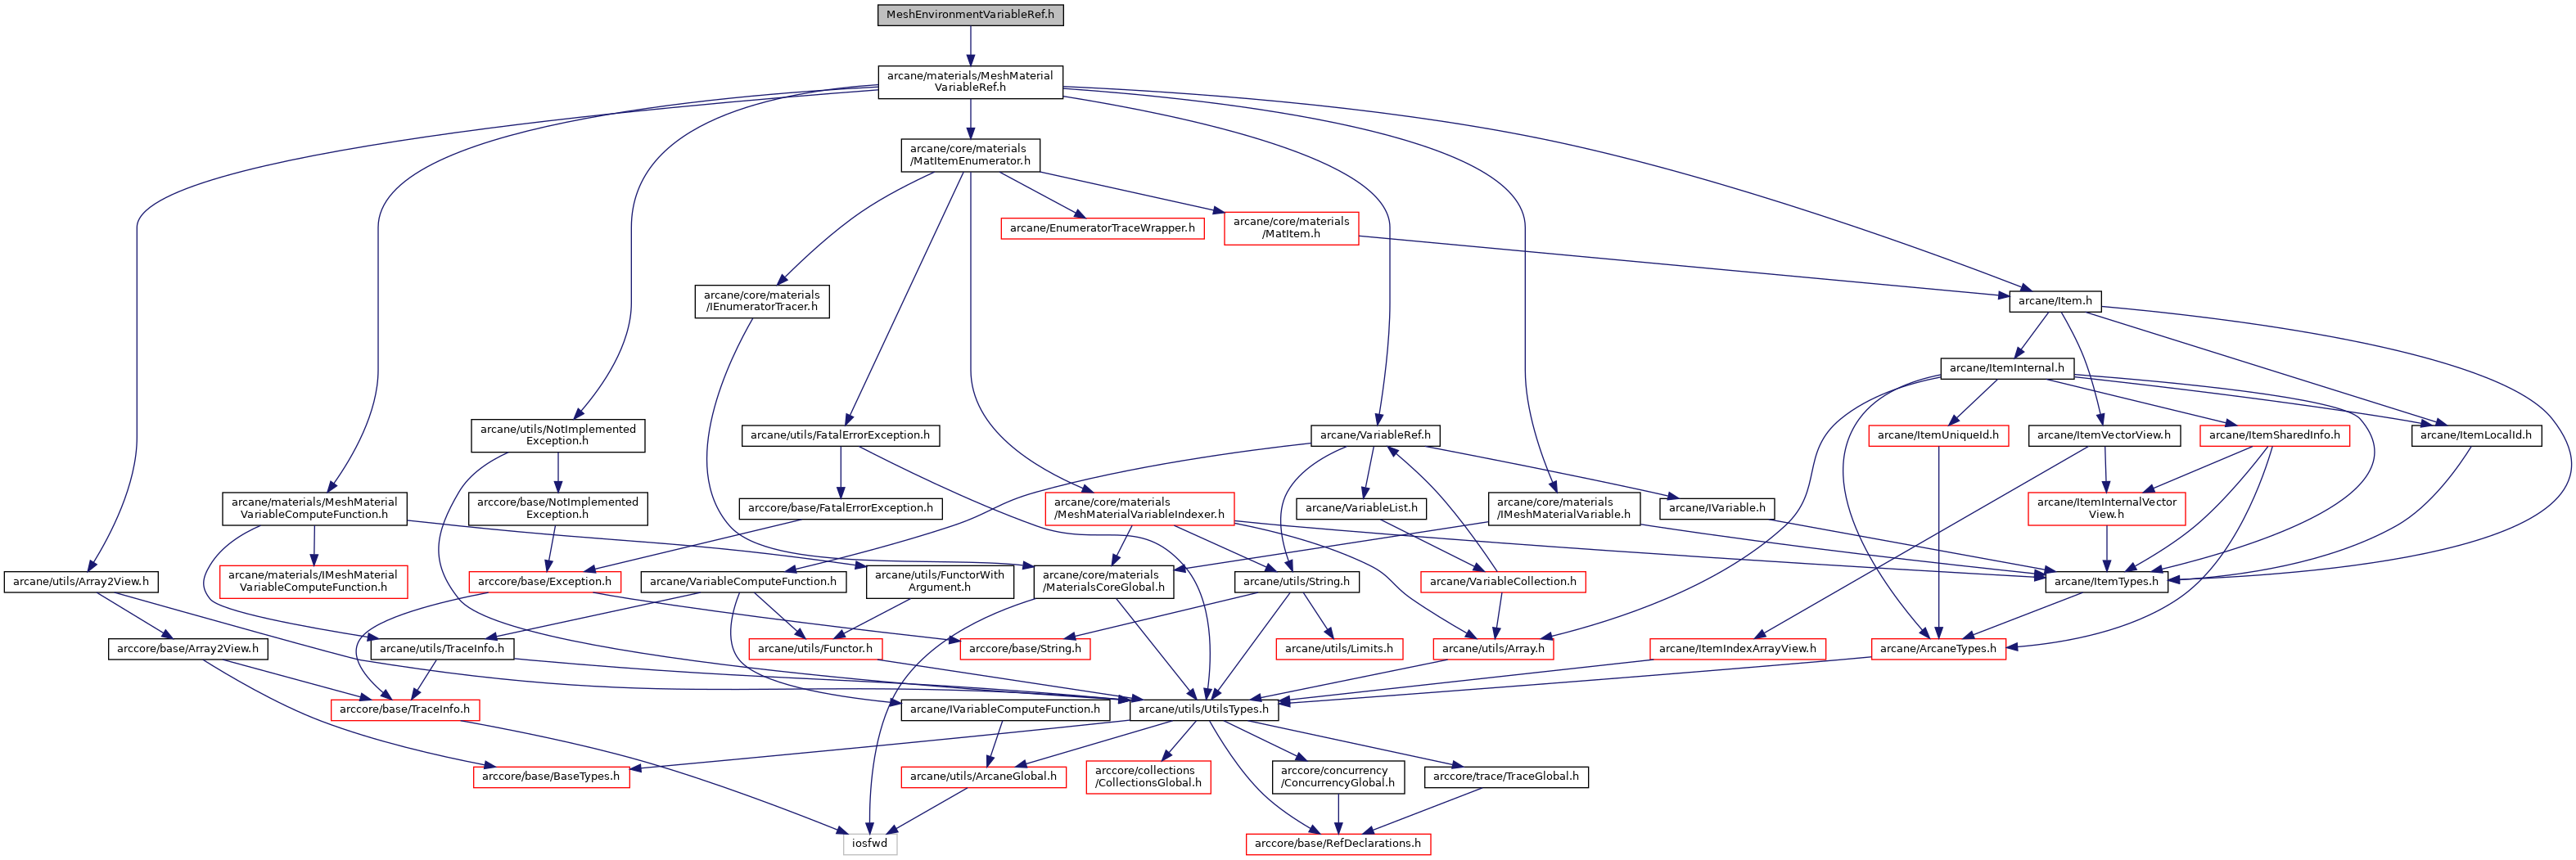 MeshEnvironmentVariableRef.h
arcane/materials/MeshMaterial
VariableRef.h
arcane/core/materials
/MatItemEnumerator.h
arcane/EnumeratorTraceWrapper.h
arcane/core/materials
/MatItem.h
arcane/core/materials
/IEnumeratorTracer.h
arcane/Item.h
arcane/ItemInternal.h
arcane/utils/NotImplemented
Exception.h
arcane/utils/FatalErrorException.h
arcane/VariableRef.h
arcane/ItemUniqueId.h
arcane/ItemVectorView.h
arcane/ItemSharedInfo.h
arcane/ItemLocalId.h
arcane/materials/MeshMaterial
VariableComputeFunction.h
arccore/base/NotImplemented
Exception.h
arccore/base/FatalErrorException.h
arcane/core/materials
/MeshMaterialVariableIndexer.h
arcane/VariableList.h
arcane/core/materials
/IMeshMaterialVariable.h
arcane/IVariable.h
arcane/ItemInternalVector
View.h
arcane/utils/Array2View.h
arcane/materials/IMeshMaterial
VariableComputeFunction.h
arccore/base/Exception.h
arcane/VariableComputeFunction.h
arcane/utils/FunctorWith
Argument.h
arcane/core/materials
/MaterialsCoreGlobal.h
arcane/utils/String.h
arcane/VariableCollection.h
arcane/ItemTypes.h
arccore/base/Array2View.h
arcane/utils/TraceInfo.h
arcane/utils/Functor.h
arccore/base/String.h
arcane/utils/Limits.h
arcane/utils/Array.h
arcane/ItemIndexArrayView.h
arcane/ArcaneTypes.h
arccore/base/TraceInfo.h
arcane/IVariableComputeFunction.h
arcane/utils/UtilsTypes.h
arccore/base/BaseTypes.h
arcane/utils/ArcaneGlobal.h
arccore/collections
/CollectionsGlobal.h
arccore/concurrency
/ConcurrencyGlobal.h
arccore/trace/TraceGlobal.h
iosfwd
arccore/base/RefDeclarations.h